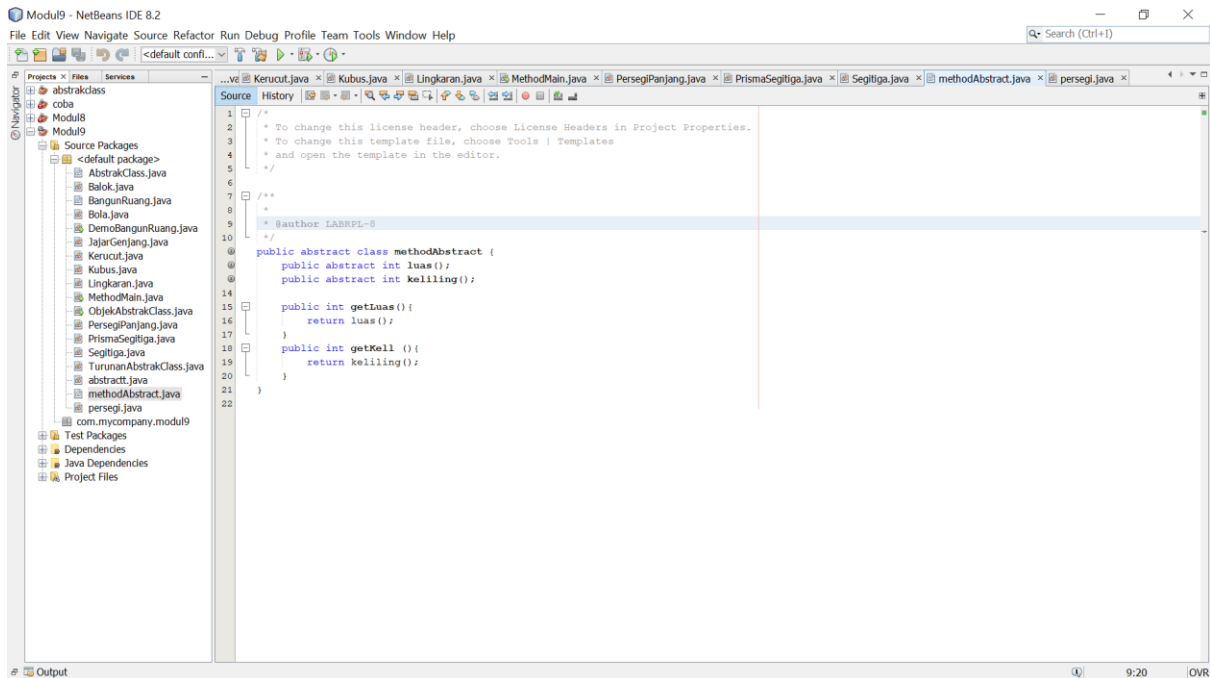 Modul9 - NetBeans IDE 8.2
File Edit View Navigate Source Refactor Run Debug Profile Team Tools Window Help
Search (Ctrl+I)
<default confi...
Projects Files Services
...va Kerucut.java Kubus.java Lingkaran.java MethodMain.java PersegiPanjang.java PrismaSegitiga.java Segitiga.java methodAbstract.java persegi.java
Navigator
abstrakclass
coba
Modul8
Modul9
Source Packages
<default package>
AbstrakClass.java
Balok.java
BangunRuang.java
Bola.java
DemoBangunRuang.java
JajarGenjang.java
Kerucut.java
Kubus.java
Lingkaran.java
MethodMain.java
ObjekAbstrakClass.java
PersegiPanjang.java
PrismaSegitiga.java
Segitiga.java
TurunanAbstrakClass.java
abstractt.java
methodAbstract.java
persegi.java
com.mycompany.modul9
Test Packages
Dependencies
Java Dependencies
Project Files
Source History
1 /*
2 * To change this license header, choose License Headers in Project Properties.
3 * To change this template file, choose Tools | Templates
4 * and open the template in the editor.
5 */
6
7 /**
8 *
9 * @author LABRPL-8
10 */
public abstract class methodAbstract {
public abstract int luas();
public abstract int keliling();
14
15 public int getLuas(){
16 return luas();
17 }
18 public int getKell (){
19 return keliling();
20 }
21 }
22
Output
9:20 OVR